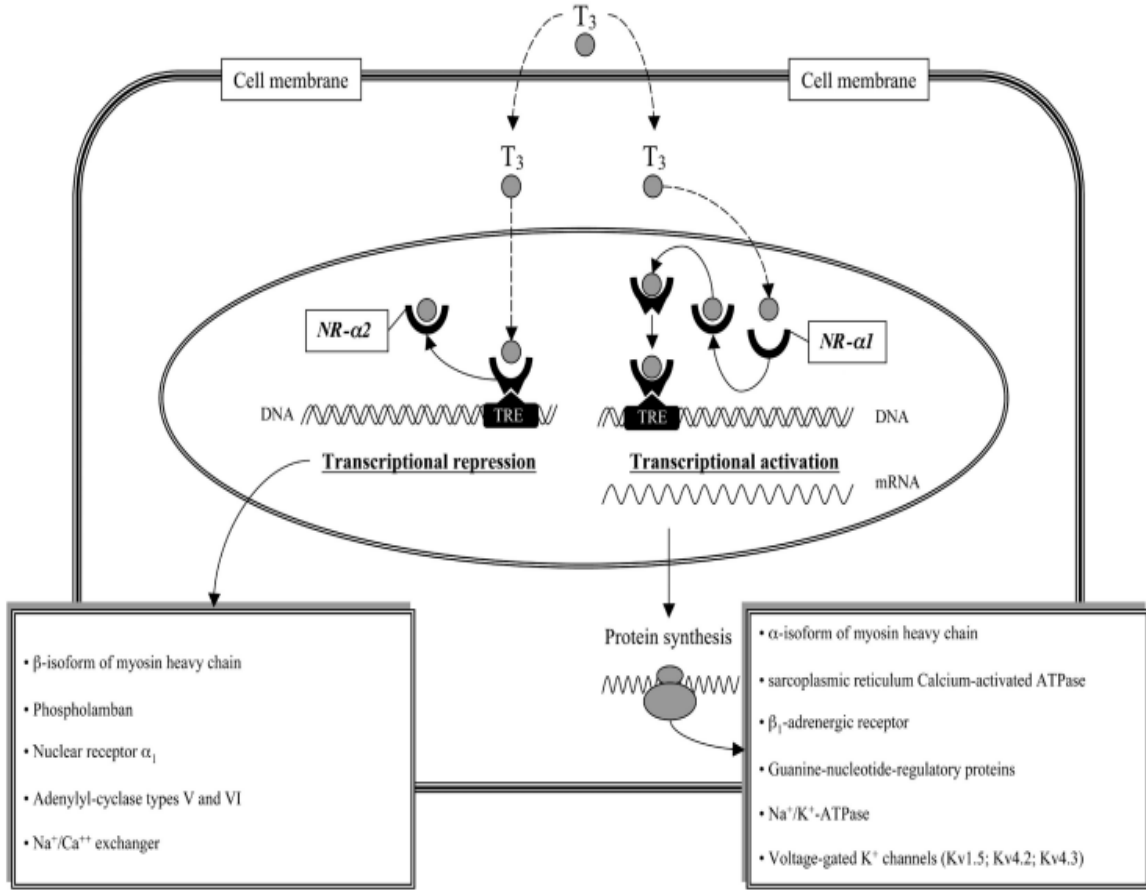 T₃
Cell membrane
Cell membrane
T₃
T₃
NR-α2
NR-α1
DNA
TRE
TRE
DNA
Transcriptional repression
Transcriptional activation
mRNA
Protein synthesis
• β-isoform of myosin heavy chain
• Phospholamban
• Nuclear receptor α₁
• Adenylyl-cyclase types V and VI
• Na⁺/Ca⁺⁺ exchanger
• α-isoform of myosin heavy chain
• sarcoplasmic reticulum Calcium-activated ATPase
• β₁-adrenergic receptor
• Guanine-nucleotide-regulatory proteins
• Na⁺/K⁺-ATPase
• Voltage-gated K⁺ channels (Kv1.5; Kv4.2; Kv4.3)